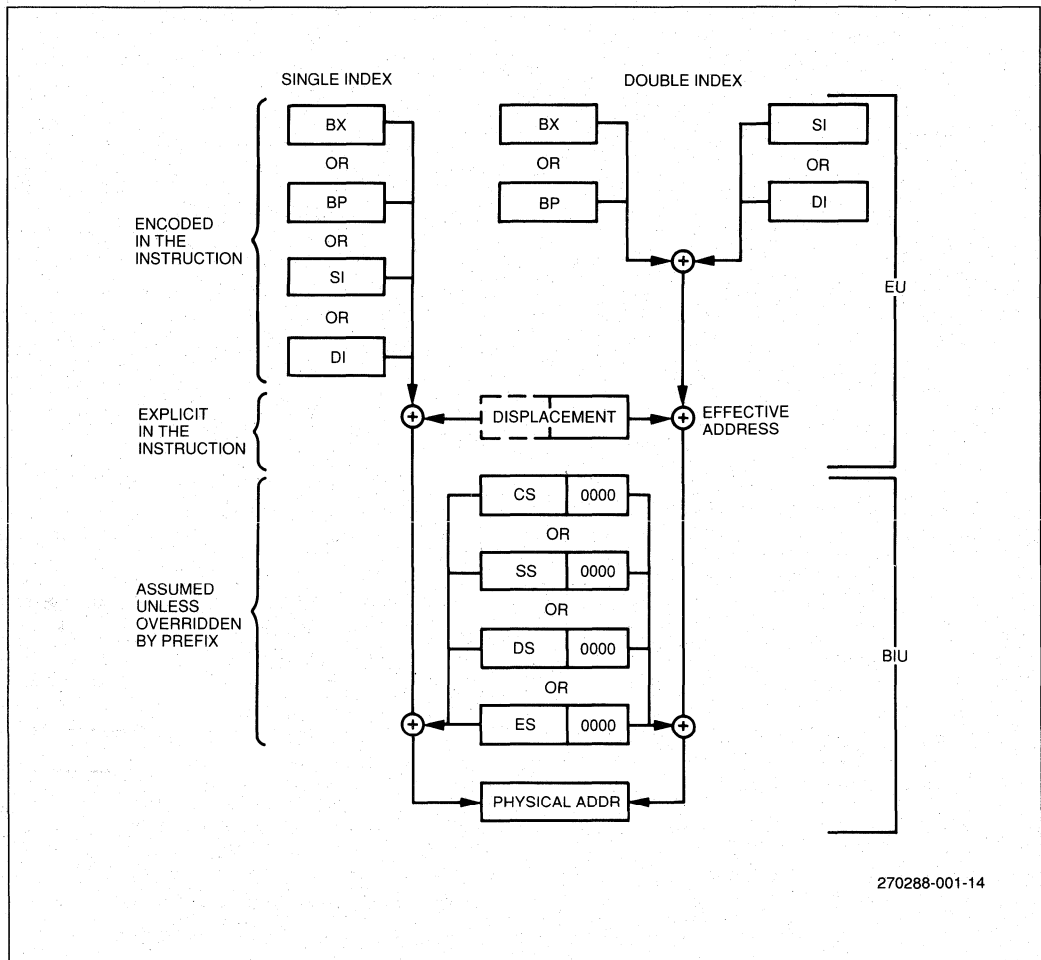 SINGLE INDEX
DOUBLE INDEX
BX
BX
SI
OR
OR
OR
BP
BP
DI
ENCODED
IN THE
INSTRUCTION
OR
SI
OR
DI
EU
EXPLICIT
IN THE
INSTRUCTION
DISPLACEMENT
EFFECTIVE
ADDRESS
CS 0000
OR
SS 0000
OR
DS 0000
OR
ES 0000
ASSUMED
UNLESS
OVERRIDDEN
BY PREFIX
BIU
PHYSICAL ADDR
270288-001-14